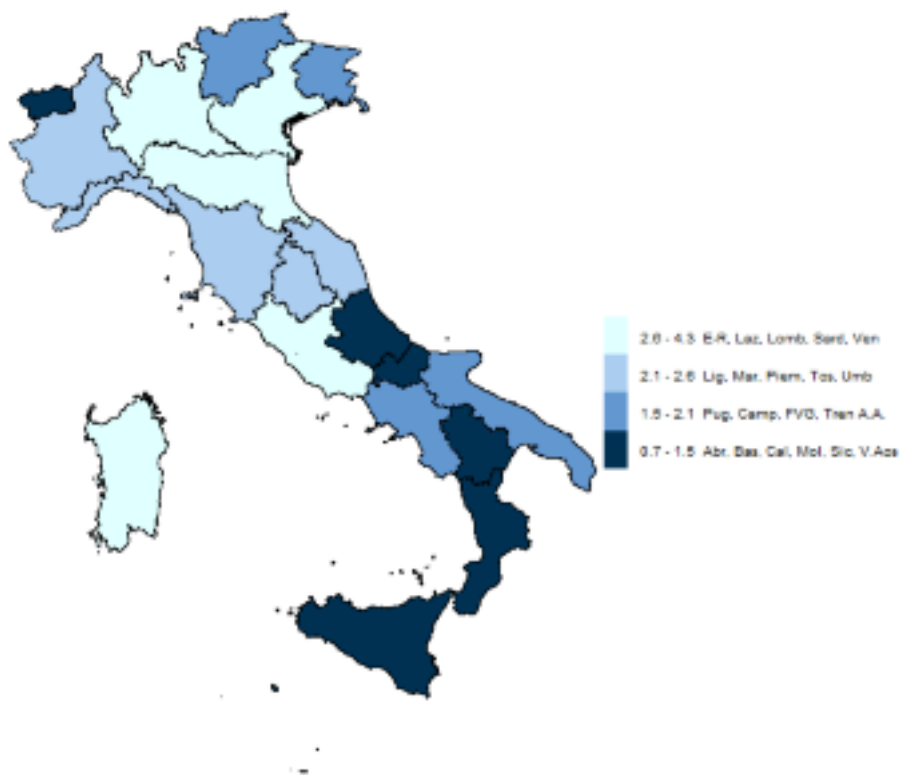 2.6 - 4.3 E-R, Laz, Lomb, Sard, Ven
2.1 - 2.6 Lig, Mar, Piem, Tos, Umb
1.5 - 2.1 Pug, Camp, FVG, Tren A.A.
0.7 - 1.5 Abr, Bas, Cal, Mol, Sic, V.Aos